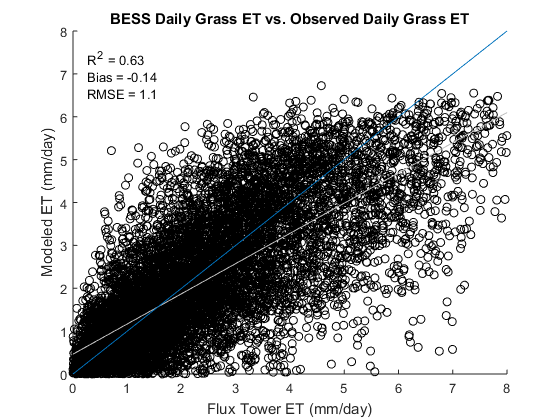 BESS Daily Grass ET vs. Observed Daily Grass ET
R² = 0.63
Bias = -0.14
RMSE = 1.1
Modeled ET (mm/day)
8
7
6
5
4
3
2
1
0
0 1 2 3 4 5 6 7 8
Flux Tower ET (mm/day)